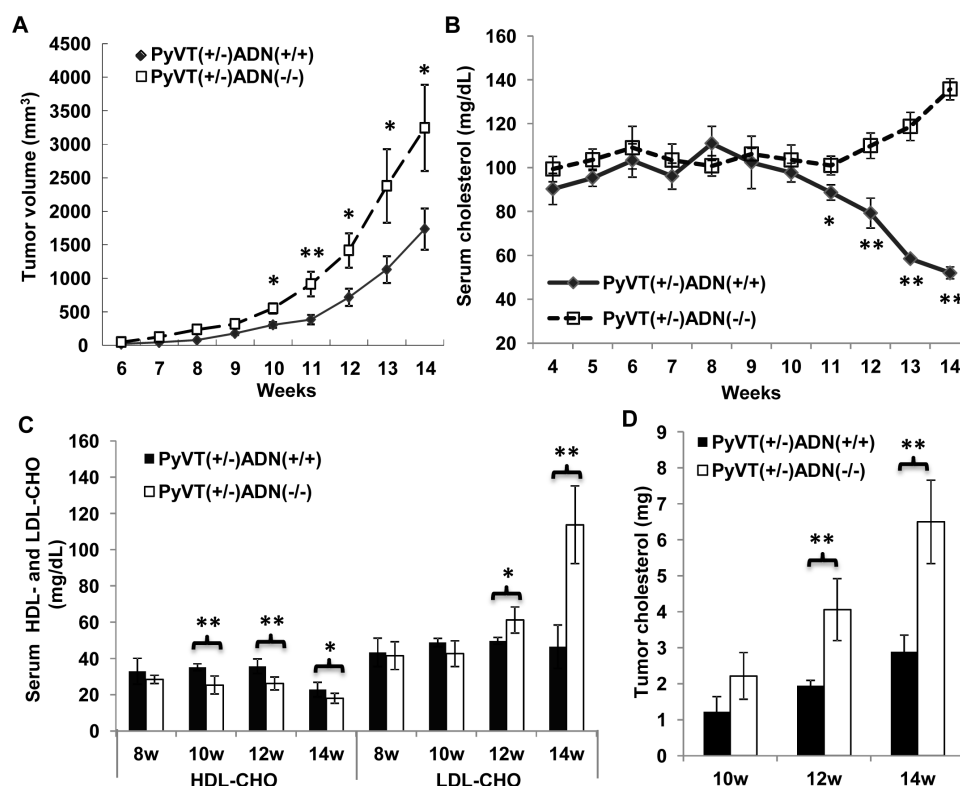 A
Tumor volume (mm³)
4500
4000
3500
3000
2500
2000
1500
1000
500
0
PyVT(+/-)ADN(+/+)
PyVT(+/-)ADN(-/-)
*
**
*
*
*
6 7 8 9 10 11 12 13 14
Weeks
B
Serum cholesterol (mg/dL)
160
140
120
100
80
60
40
20
*
**
**
**
PyVT(+/-)ADN(+/+)
PyVT(+/-)ADN(-/-)
4 5 6 7 8 9 10 11 12 13 14
Weeks
C
Serum HDL- and LDL-CHO
(mg/dL)
160
140
120
100
80
60
40
20
0
PyVT(+/-)ADN(+/+)
PyVT(+/-)ADN(-/-)
**
**
*
*
**
8w 10w 12w 14w 8w 10w 12w 14w
HDL-CHO LDL-CHO
D
Tumor cholesterol (mg)
9
8
7
6
5
4
3
2
1
0
PyVT(+/-)ADN(+/+)
PyVT(+/-)ADN(-/-)
**
**
10w 12w 14w